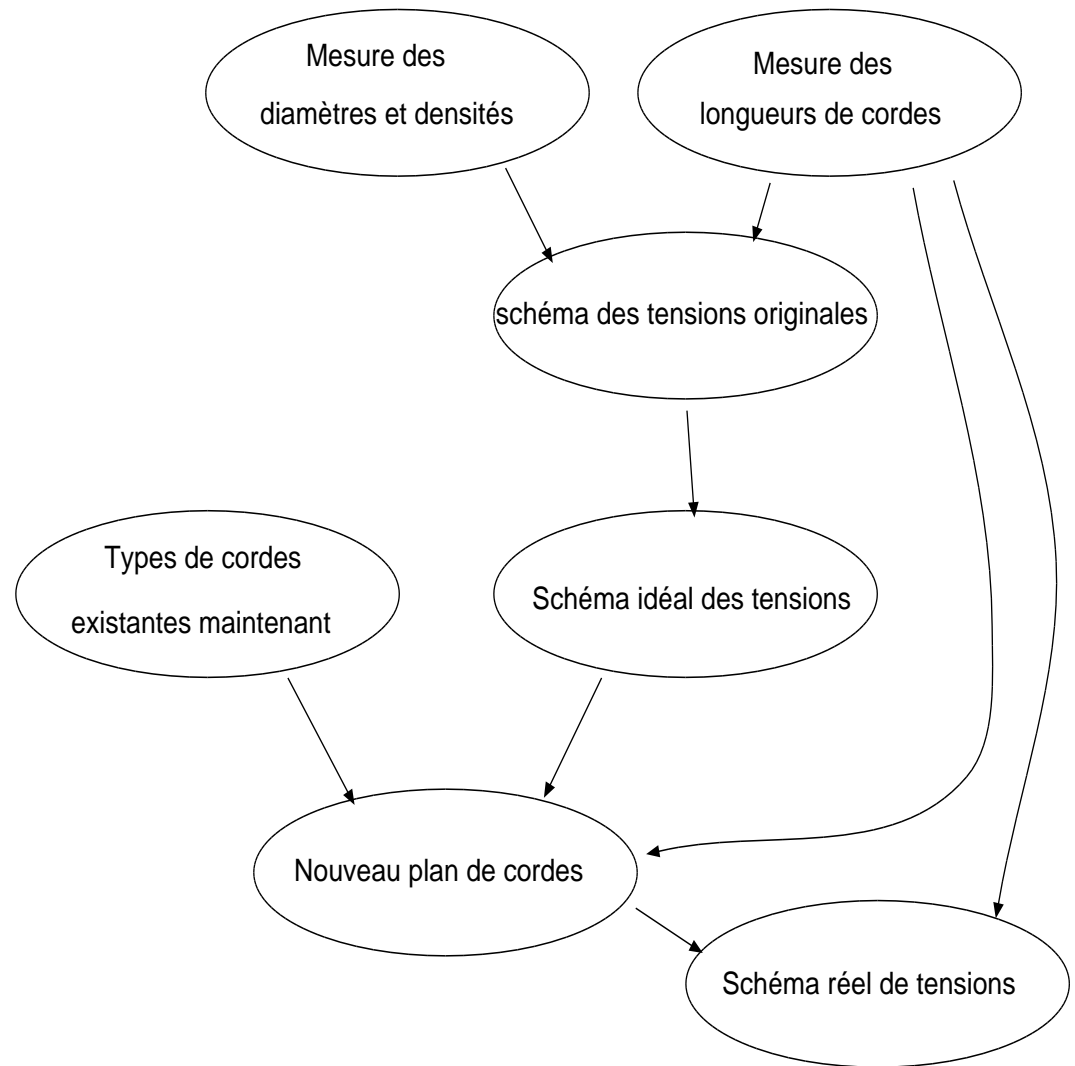 Mesure des
diamètres et densités
Mesure des
longueurs de cordes
schéma des tensions originales
Types de cordes
existantes maintenant
Schéma idéal des tensions
Nouveau plan de cordes
Schéma réel de tensions